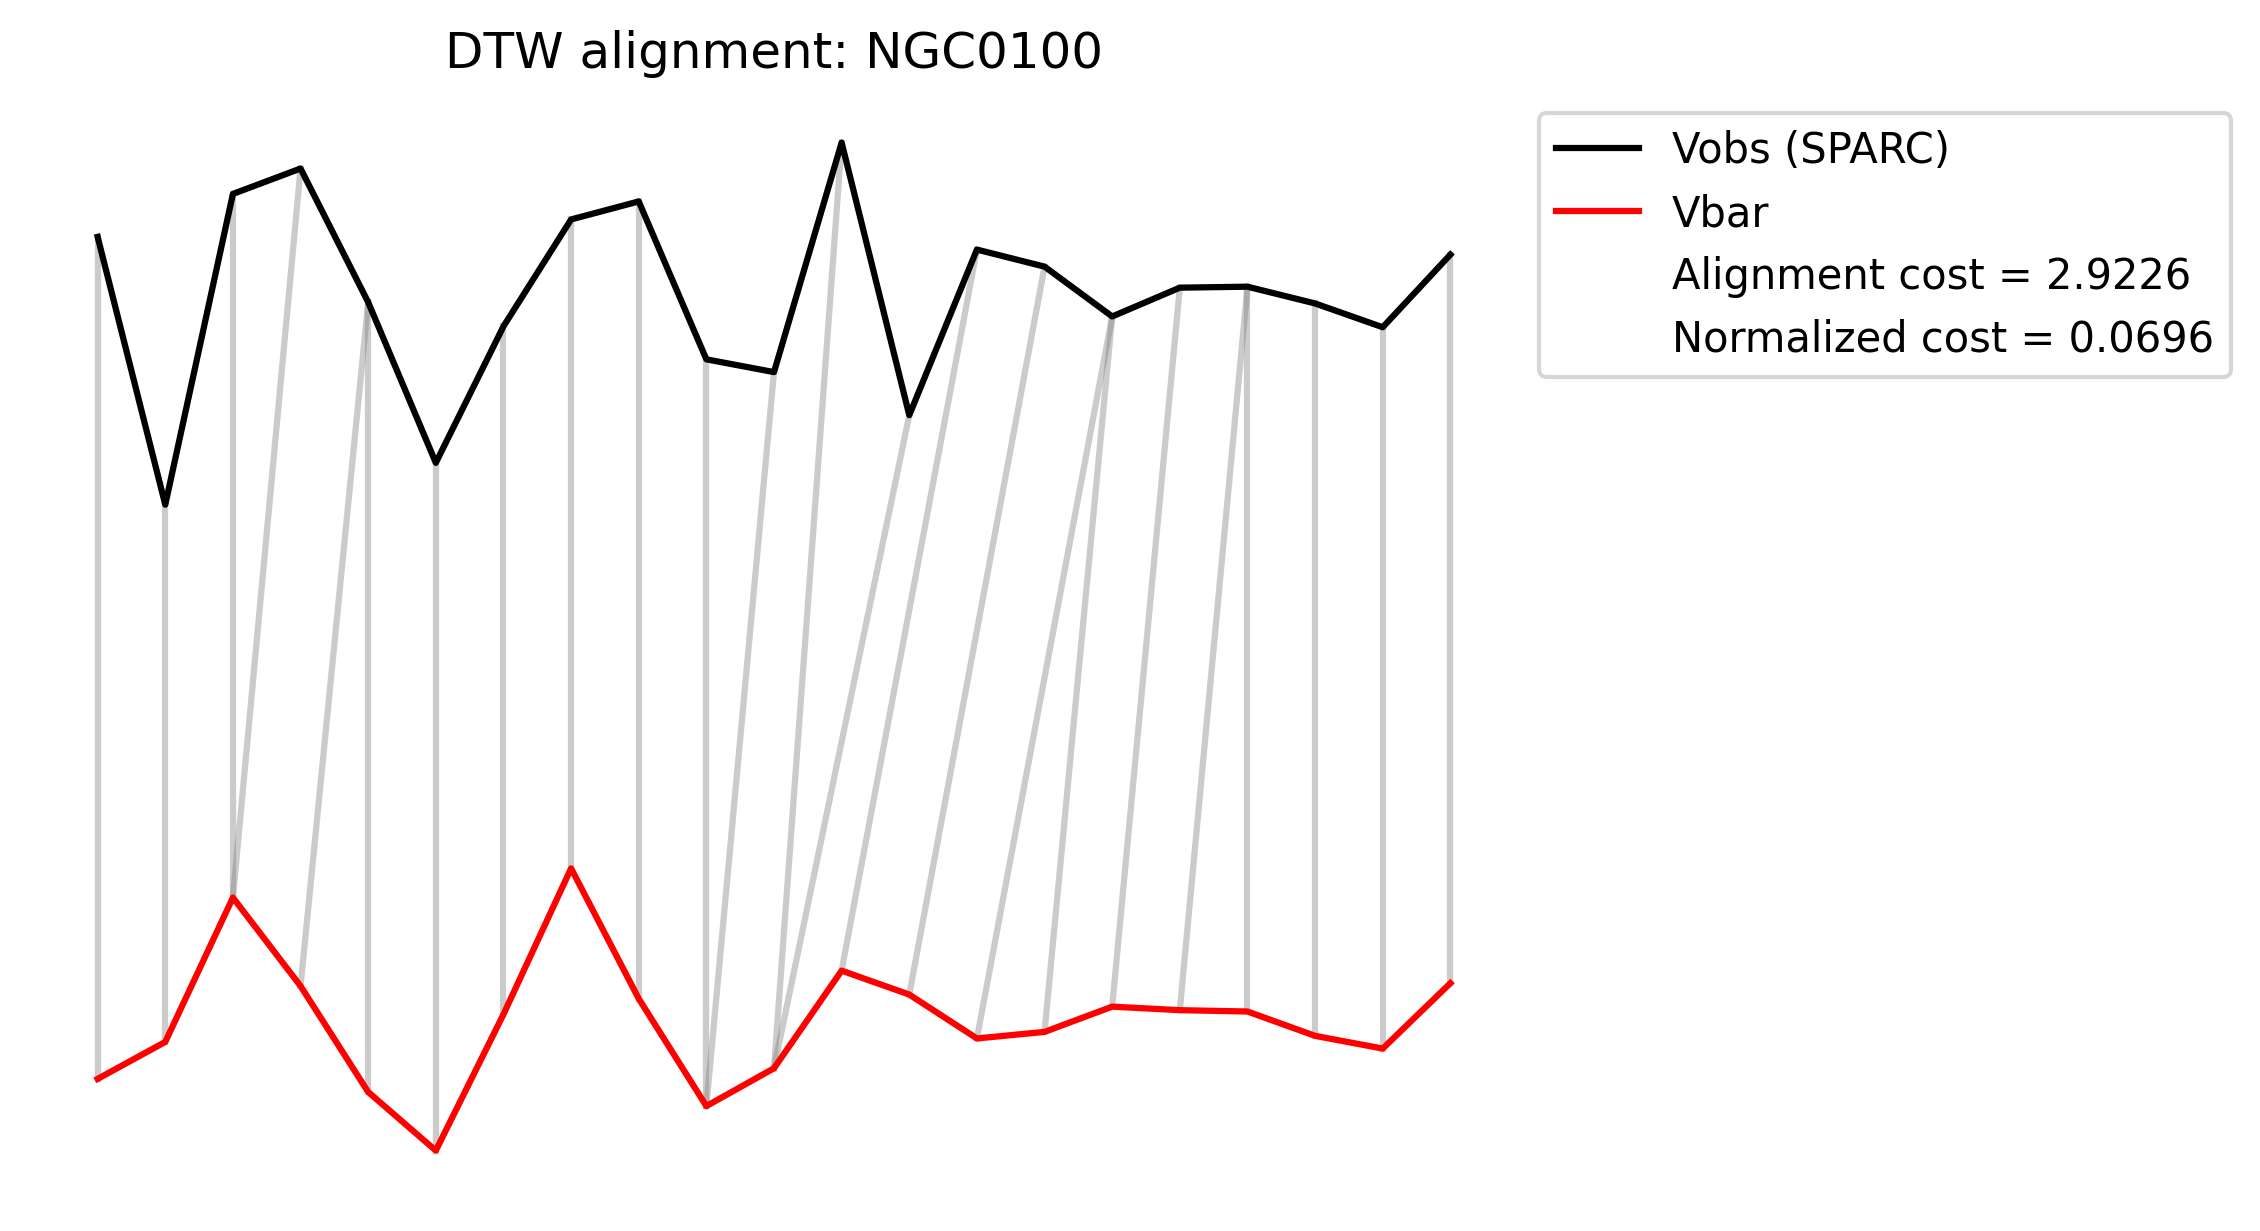 DTW alignment: NGC0100
Vobs (SPARC)
Vbar
Alignment cost = 2.9226
Normalized cost = 0.0696